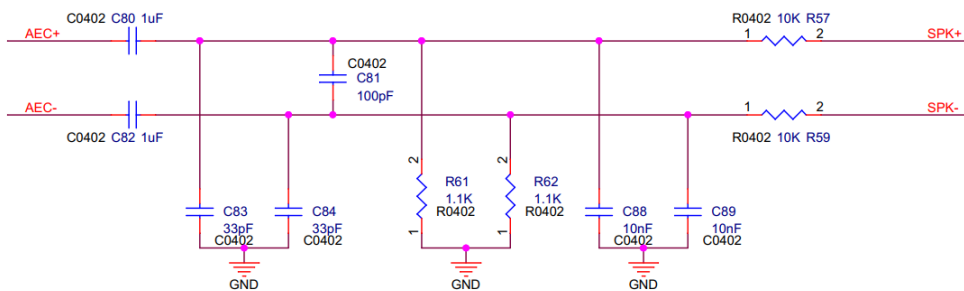 C0402 C80 1uF
R0402 10K R57
AEC+
1
2
SPK+
C0402
C81
100pF
AEC-
1
2
SPK-
C0402 C82 1uF
R0402 10K R59
2
R61
1.1K
R0402
1
2
R62
1.1K
R0402
1
C83
33pF
C0402
C84
33pF
C0402
C88
10nF
C0402
C89
10nF
C0402
GND
GND
GND